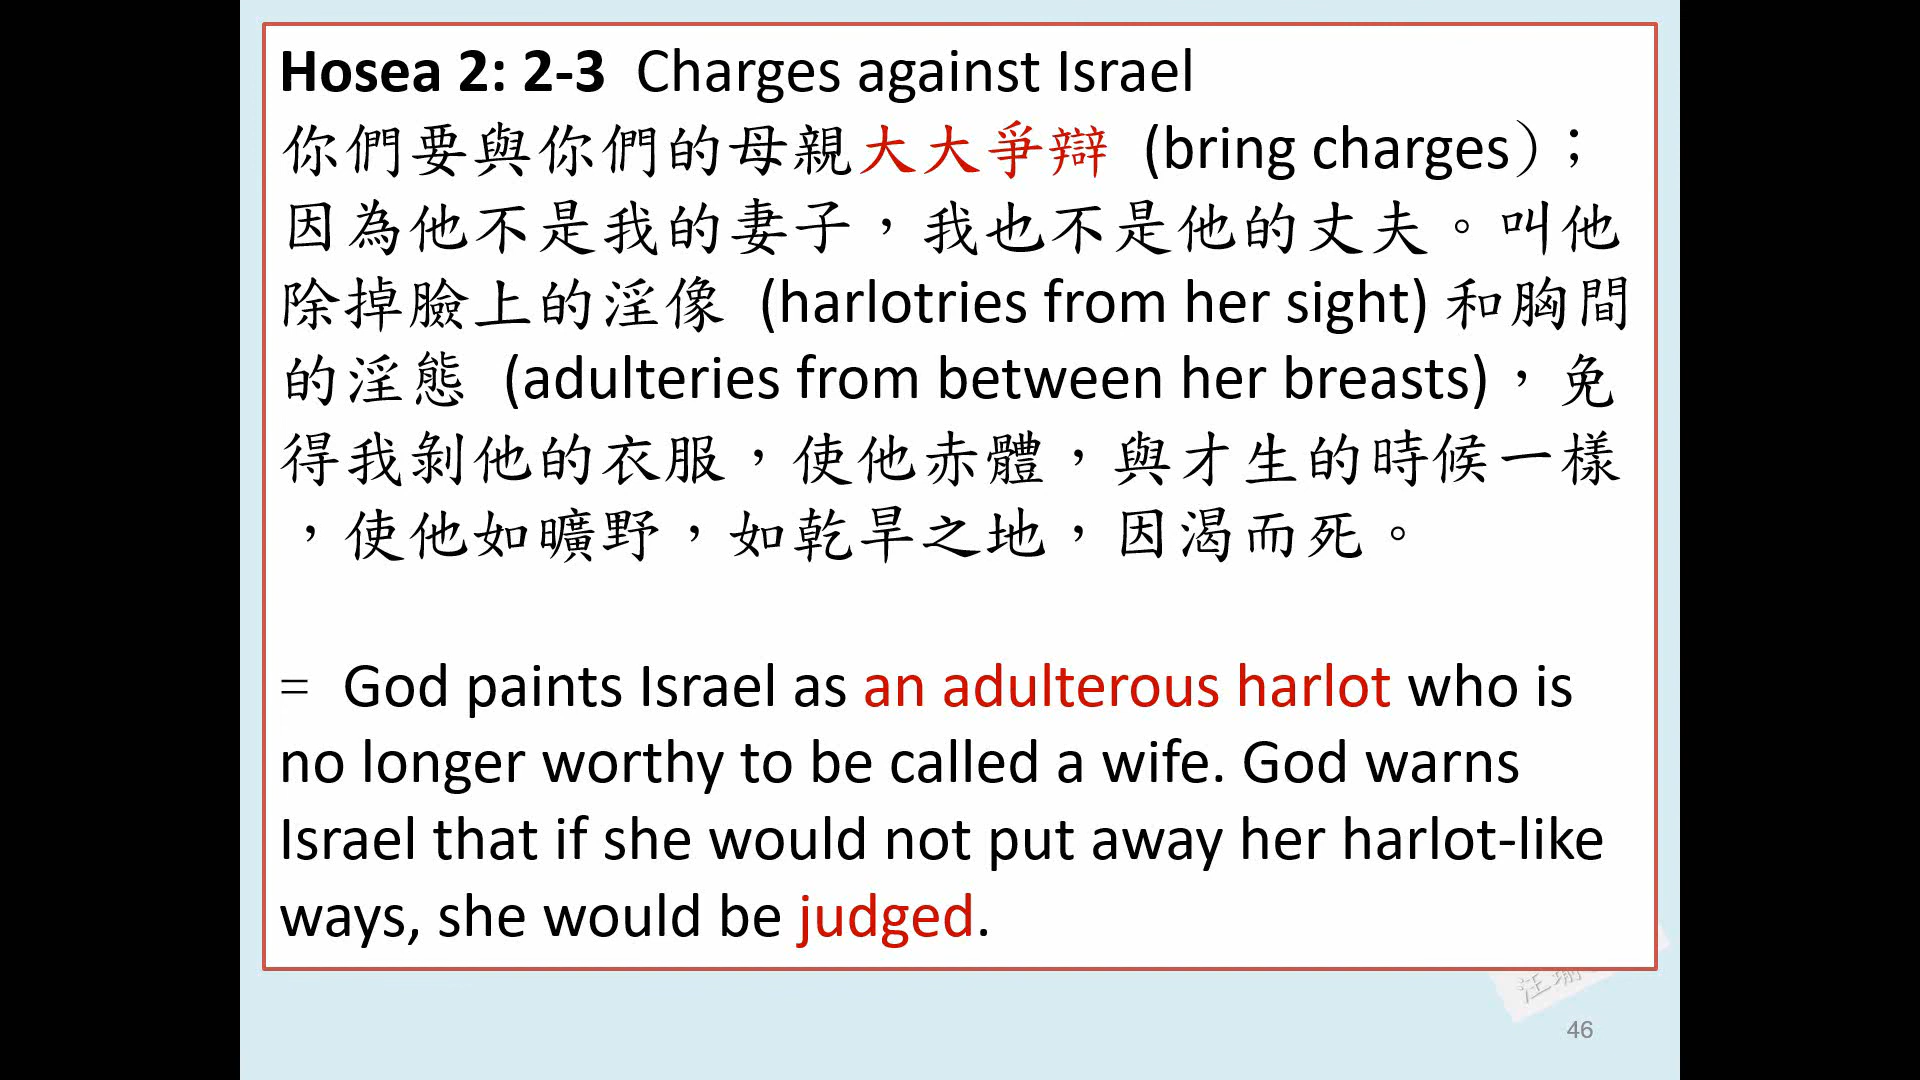 Hosea 2: 2-3 Charges against Israel
你們要與你們的母親大大爭辯 (bring charges)；
因為他不是我的妻子，我也不是他的丈夫。叫他
除掉臉上的淫像 (harlotries from her sight) 和胸間
的淫態 (adulteries from between her breasts)，免
得我剝他的衣服，使他赤體，與才生的時候一樣
，使他如曠野，如乾旱之地，因渴而死。
= God paints Israel as an adulterous harlot who is
no longer worthy to be called a wife. God warns
Israel that if she would not put away her harlot-like
ways, she would be judged.
46